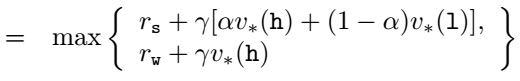 = max { r_s + γ[αv_*(h) + (1 − α)v_*(l)],
r_w + γv_*(h) }